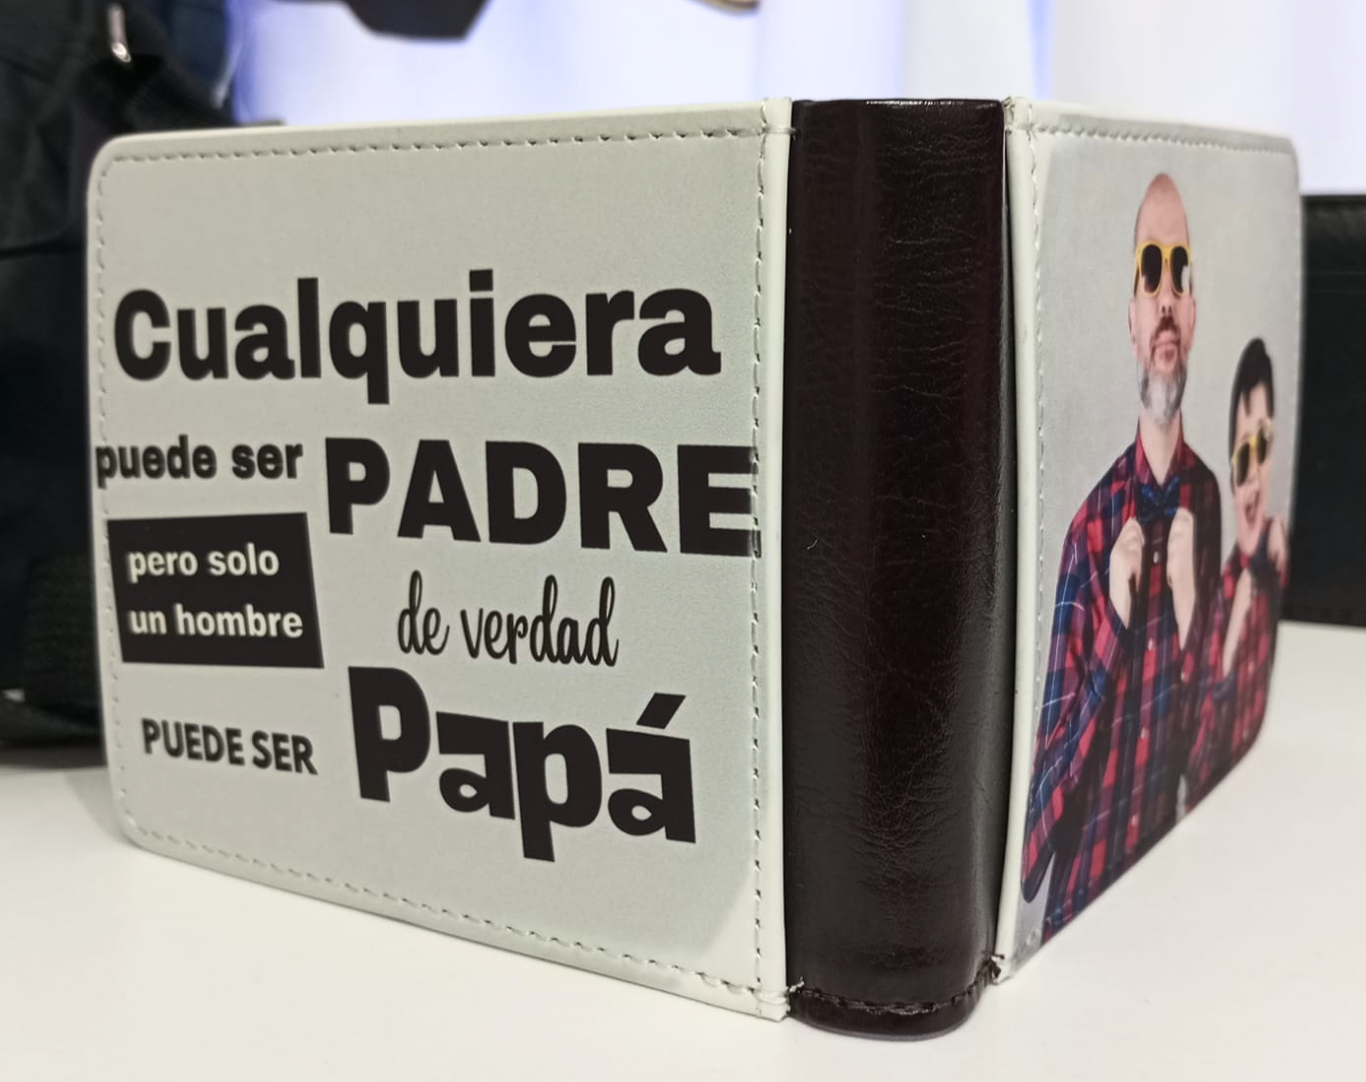 Cualquiera
puede ser PADRE
pero solo
un hombre
de verdad
PUEDE SER Papá